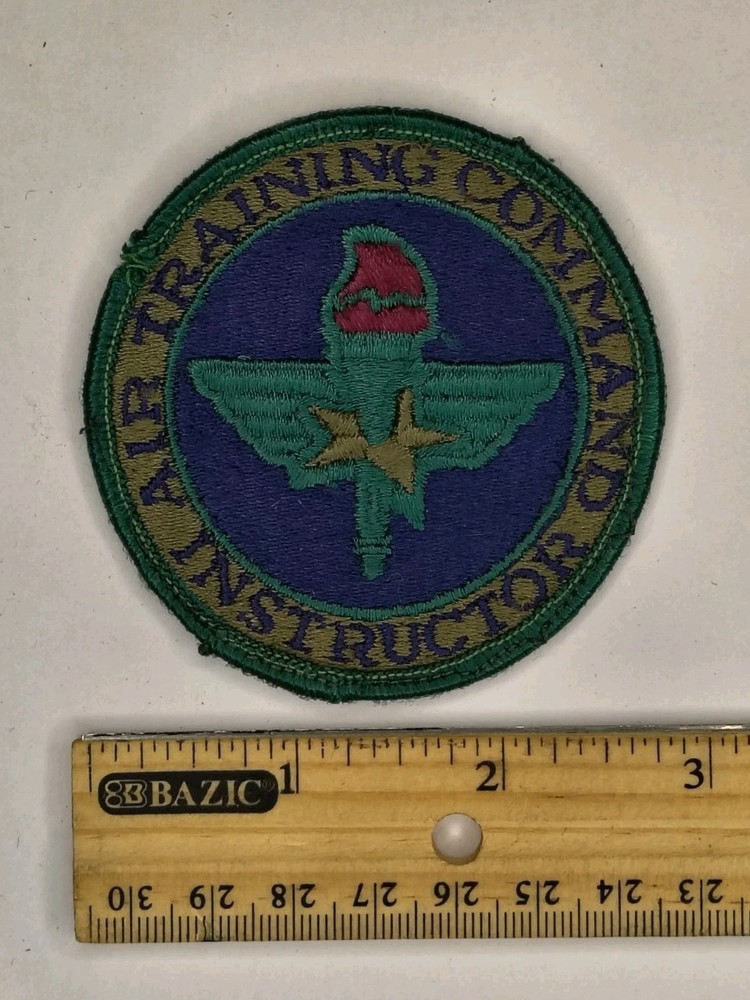 AIR TRAINING COMMAND
INSTRUCTOR
1 2 3
BAZIC®
30 29 28 27 26 25 24 23